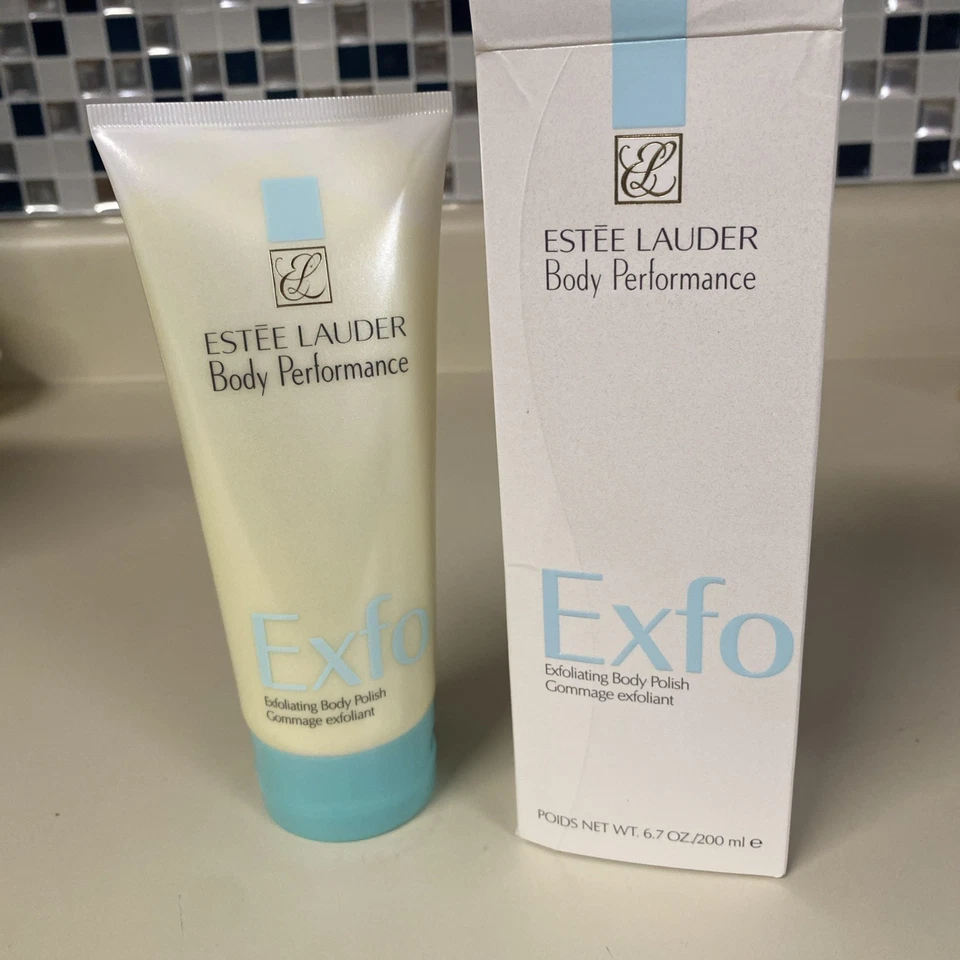 EL
ESTĒE LAUDER
Body Performance
Exfo
Exfoliating Body Polish
Gommage exfoliant
EL
ESTĒE LAUDER
Body Performance
Exfo
Exfoliating Body Polish
Gommage exfoliant
POIDS NET WT. 6.7 OZ./200 ml ℮